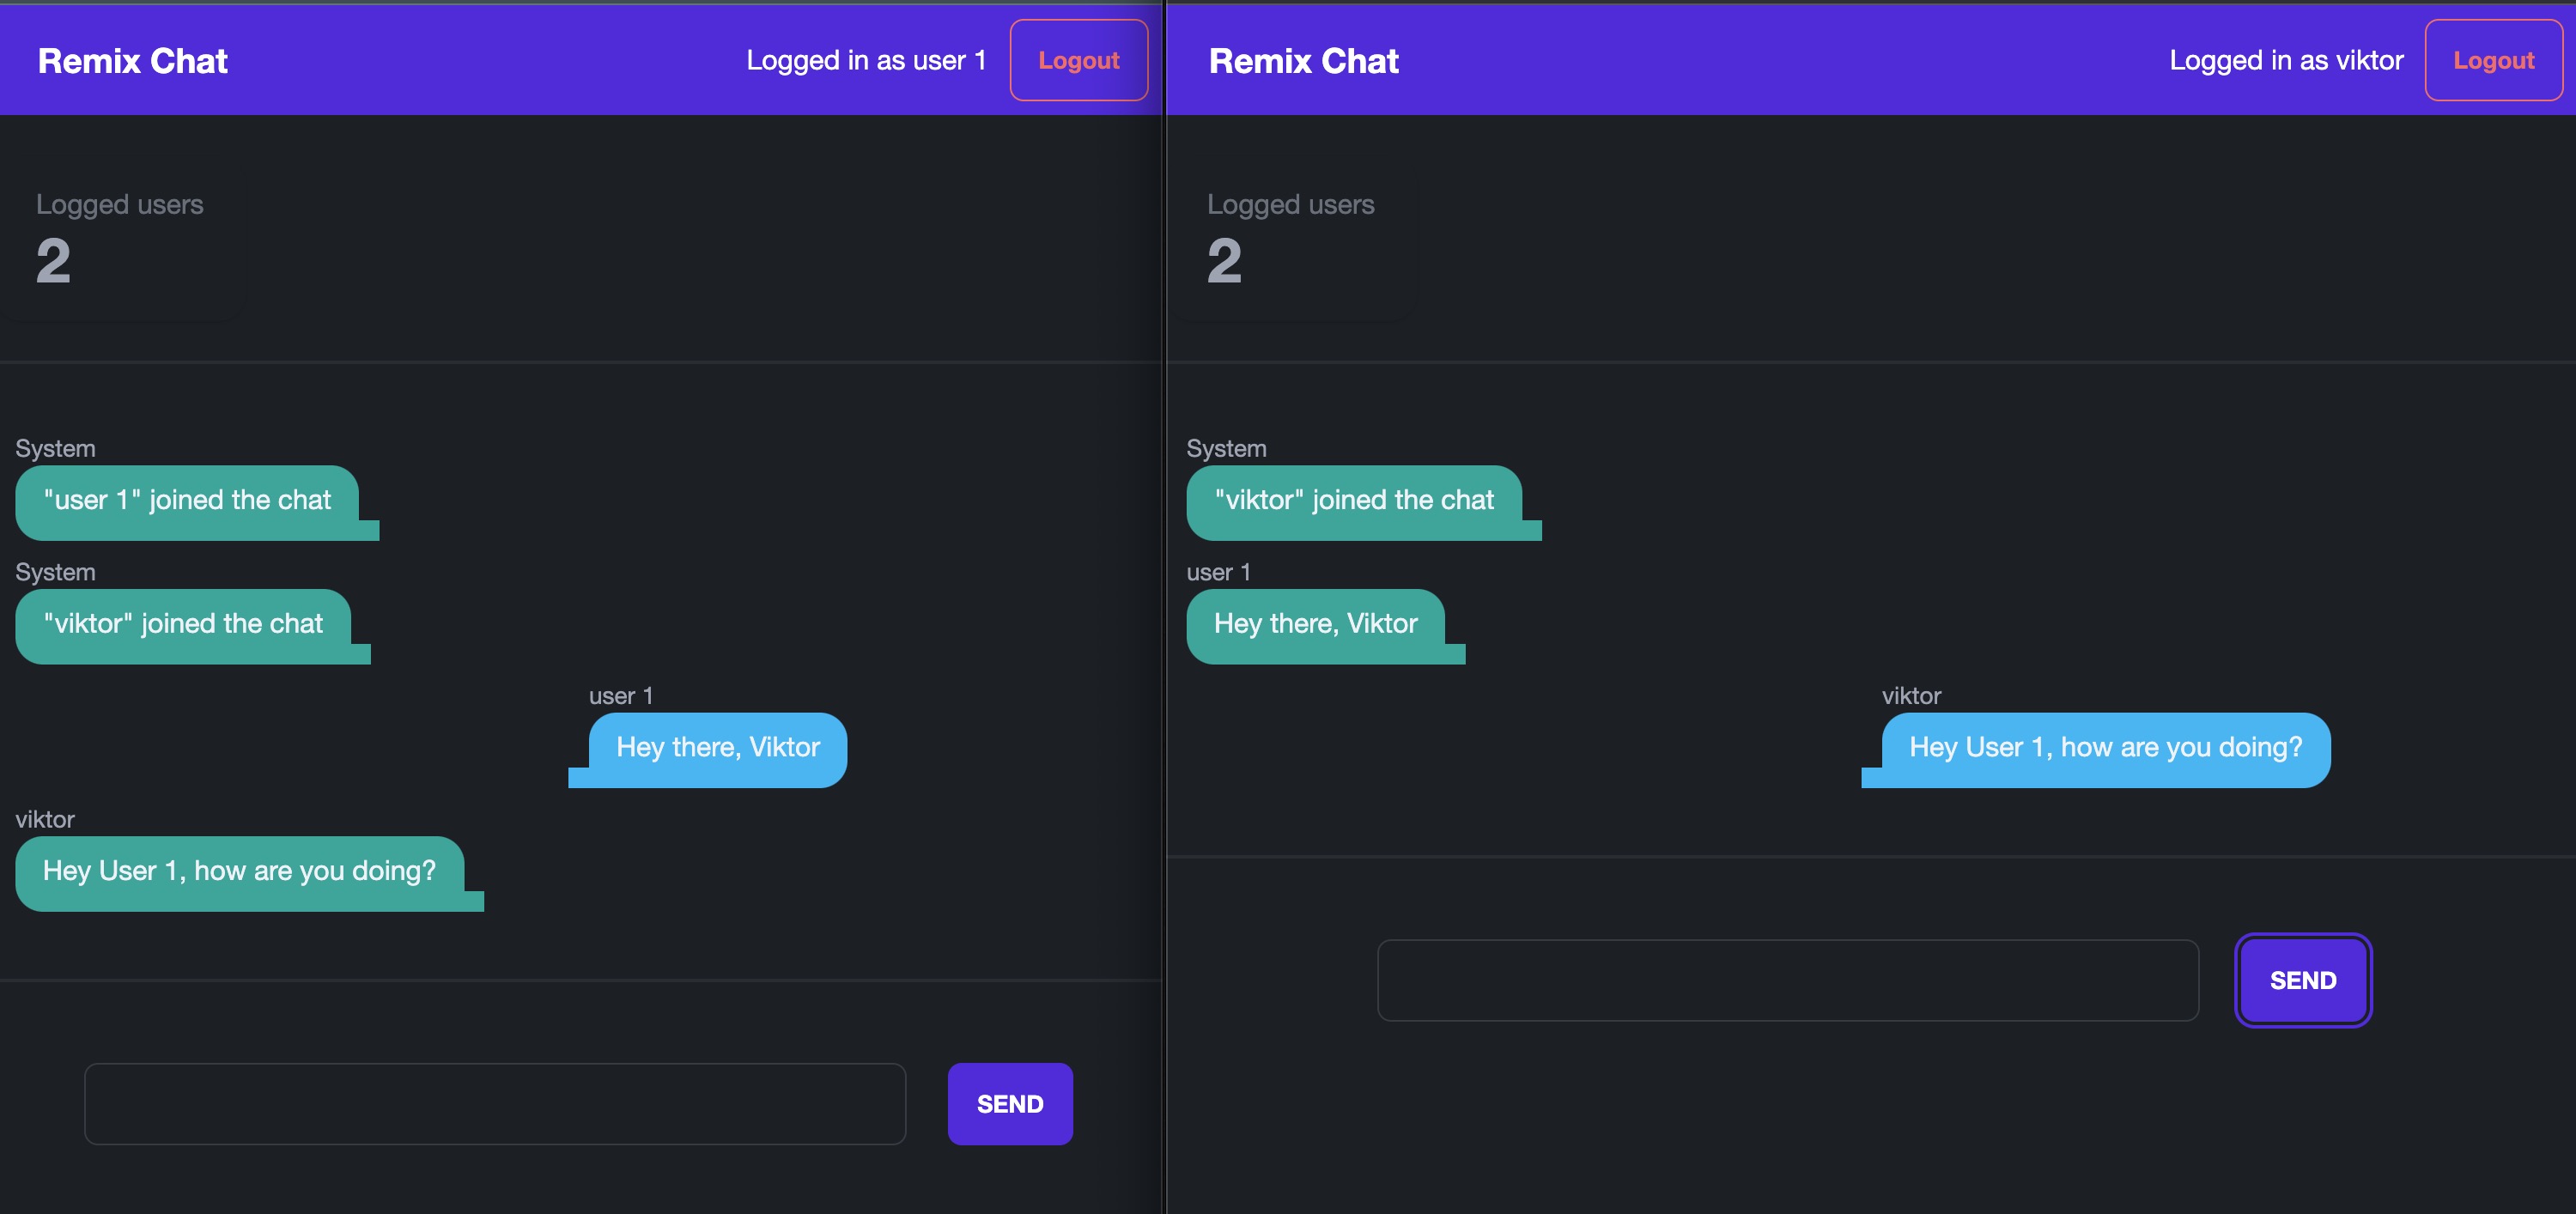 Remix Chat
Logged in as user 1
Logout
Logged users
2
System
"user 1" joined the chat
System
"viktor" joined the chat
user 1
Hey there, Viktor
viktor
Hey User 1, how are you doing?
SEND
Remix Chat
Logged in as viktor
Logout
Logged users
2
System
"viktor" joined the chat
user 1
Hey there, Viktor
viktor
Hey User 1, how are you doing?
SEND